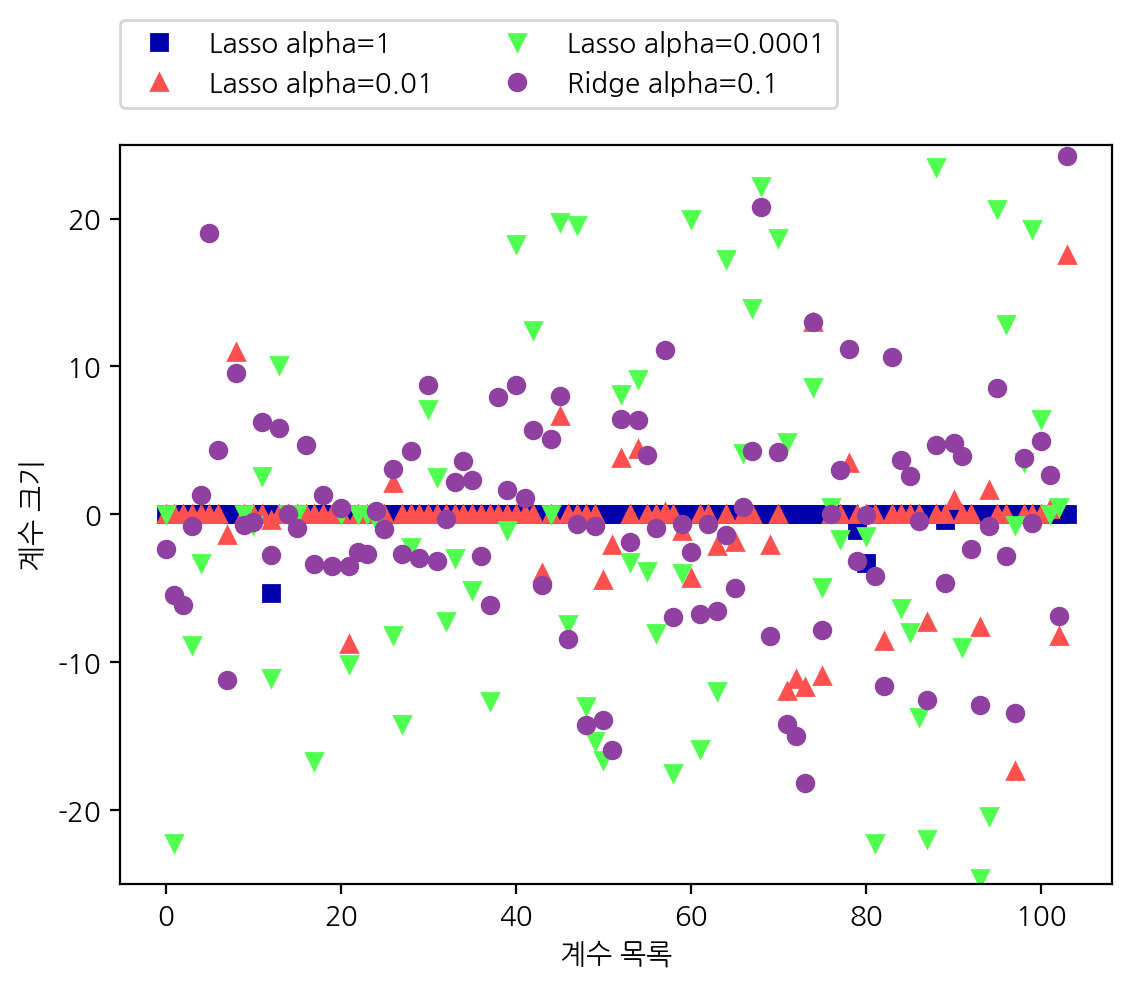 Lasso alpha=1
Lasso alpha=0.01
Lasso alpha=0.0001
Ridge alpha=0.1
20
10
0
-10
-20
계수 크기
0 20 40 60 80 100
계수 목록